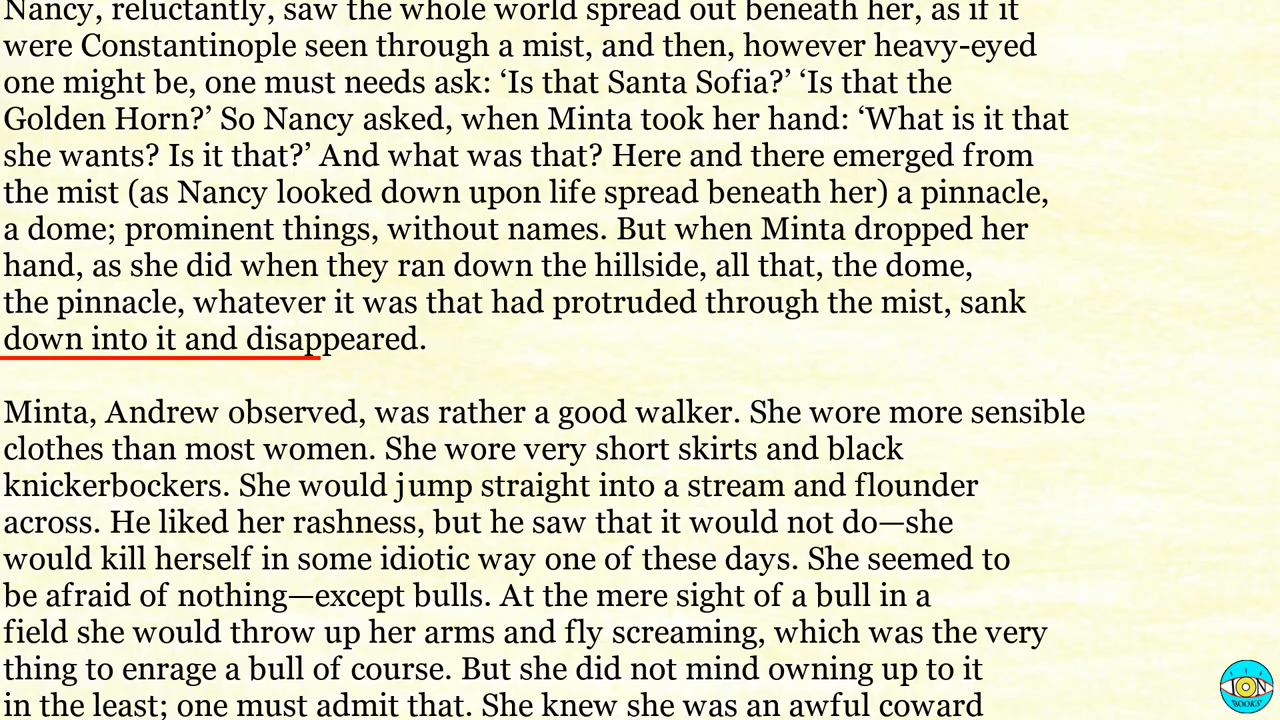 Nancy, reluctantly, saw the whole world spread out beneath her, as if it
were Constantinople seen through a mist, and then, however heavy-eyed
one might be, one must needs ask: ‘Is that Santa Sofia?’ ‘Is that the
Golden Horn?’ So Nancy asked, when Minta took her hand: ‘What is it that
she wants? Is it that?’ And what was that? Here and there emerged from
the mist (as Nancy looked down upon life spread beneath her) a pinnacle,
a dome; prominent things, without names. But when Minta dropped her
hand, as she did when they ran down the hillside, all that, the dome,
the pinnacle, whatever it was that had protruded through the mist, sank
down into it and disappeared.
Minta, Andrew observed, was rather a good walker. She wore more sensible
clothes than most women. She wore very short skirts and black
knickerbockers. She would jump straight into a stream and flounder
across. He liked her rashness, but he saw that it would not do—she
would kill herself in some idiotic way one of these days. She seemed to
be afraid of nothing—except bulls. At the mere sight of a bull in a
field she would throw up her arms and fly screaming, which was the very
thing to enrage a bull of course. But she did not mind owning up to it
in the least; one must admit that. She knew she was an awful coward
ION
BOOKS